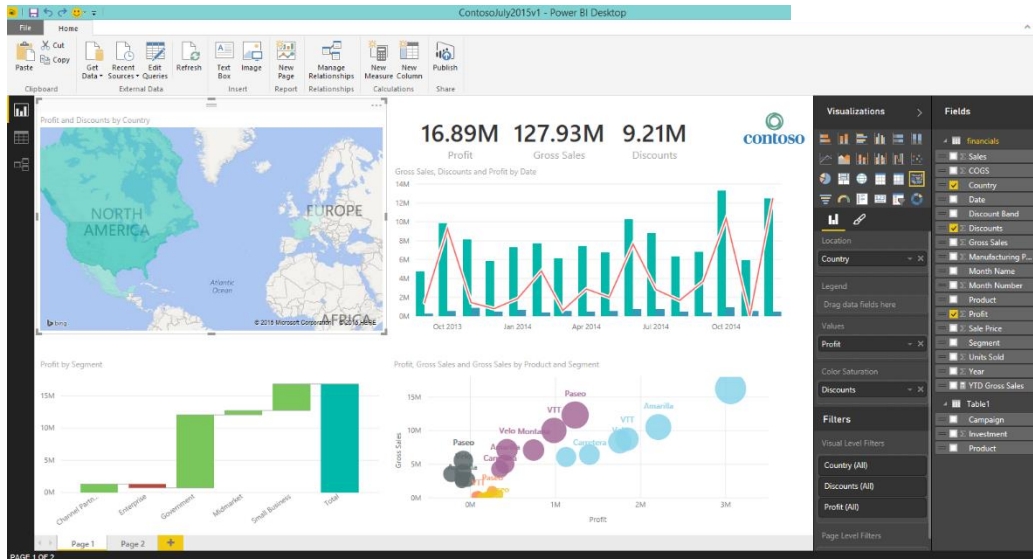 ContosoJuly2015v1 - Power BI Desktop
File Home
Paste
Cut
Copy
Get Data
Recent Sources
Edit Queries
Refresh
Text Box
Image
New Page
Manage Relationships
New Measure
New Column
Publish
Clipboard External Data Insert Report Relationships Calculations Share
Profit and Discounts by Country
NORTH AMERICA
EUROPE
Atlantic Ocean
AFRICA
bing
© 2015 Microsoft Corporation © 2015 HERE
16.89M 127.93M 9.21M
Profit Gross Sales Discounts
contoso
Gross Sales, Discounts and Profit by Date
14M
12M
10M
8M
6M
4M
2M
0M
Oct 2013 Jan 2014 Apr 2014 Jul 2014 Oct 2014
Profit by Segment
15M
10M
5M
0M
Channel Partn... Enterprise Government Midmarket Small Business Total
Profit, Gross Sales and Gross Sales by Product and Segment
Gross Sales
15M
10M
5M
0M
Paseo
VTT
Amarilla
VTT
Velo
Montana
Paseo
Carretera
0M 1M 2M 3M
Profit
Page 1 Page 2 +
PAGE 1 OF 2
Visualizations >
Location
Country
Legend
Drag data fields here
Values
Profit
Color Saturation
Discounts
Filters
Visual Level Filters
Country (All)
Discounts (All)
Profit (All)
Page Level Filters
Fields
financials
Sales
COGS
Country
Date
Discount Band
Discounts
Gross Sales
Manufacturing P...
Month Name
Month Number
Product
Profit
Sale Price
Segment
Units Sold
Year
YTD Gross Sales
Table1
Campaign
Investment
Product